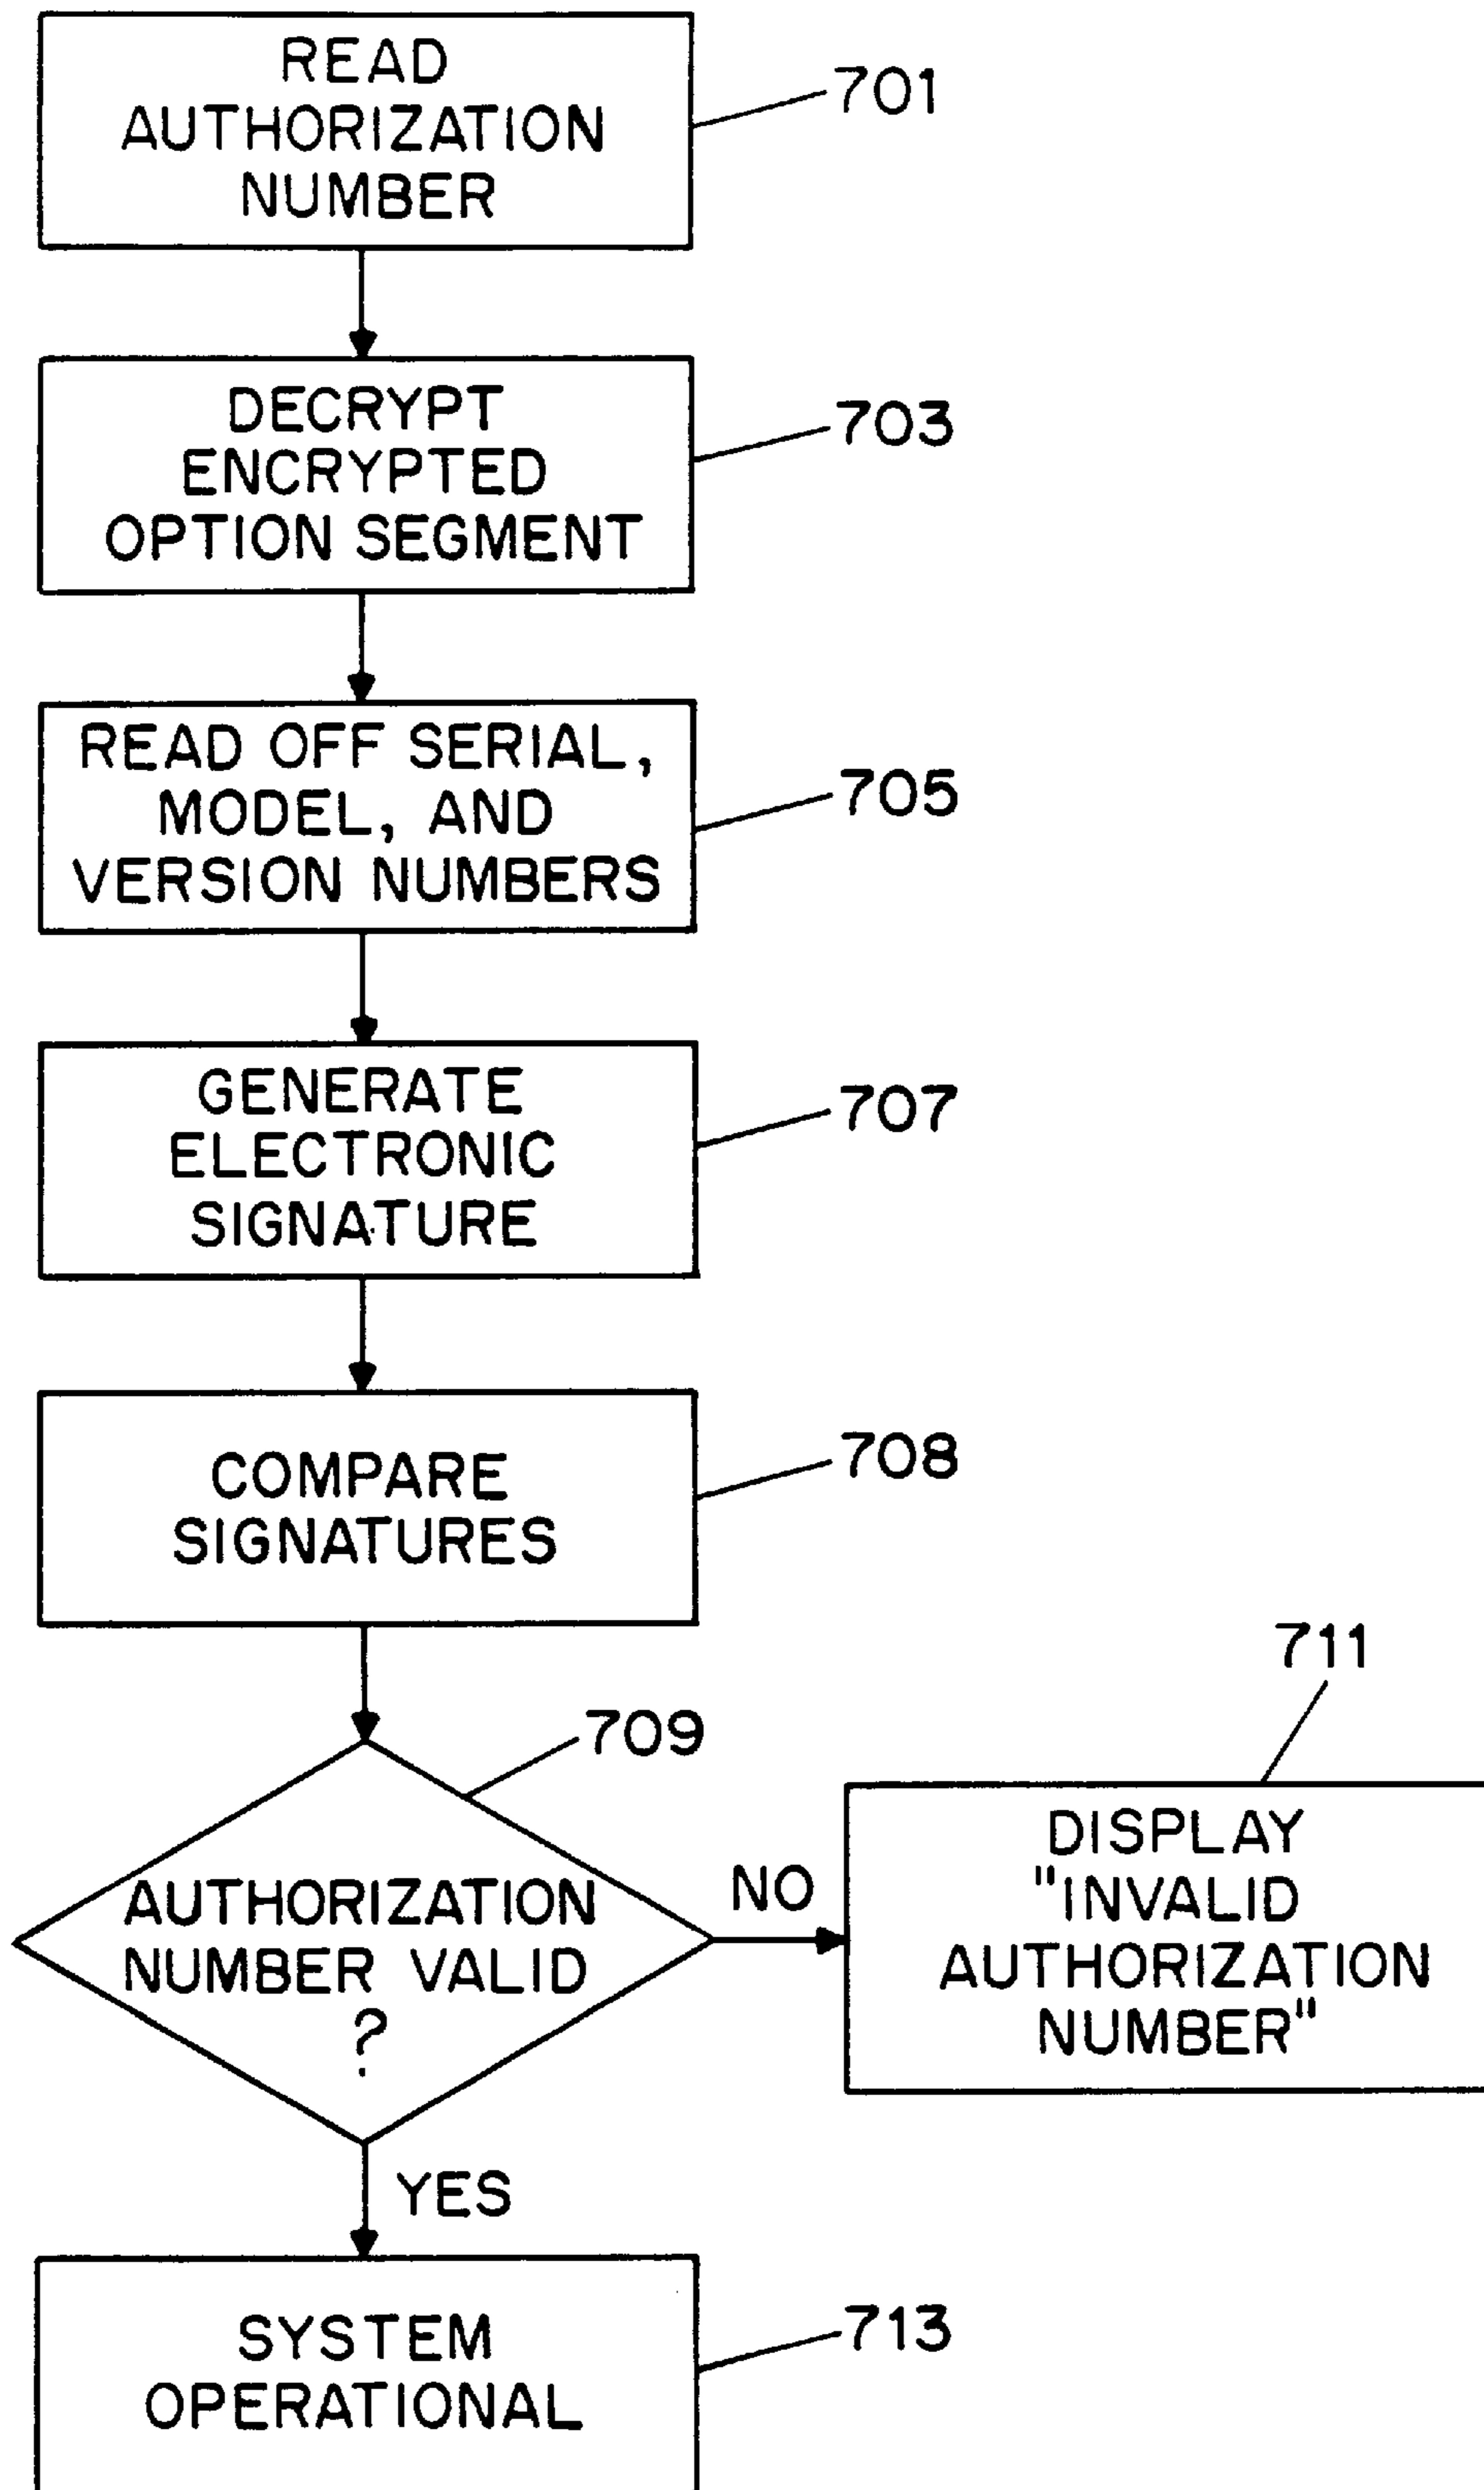 READ
AUTHORIZATION
NUMBER
701
DECRYPT
ENCRYPTED
OPTION SEGMENT
703
READ OFF SERIAL,
MODEL, AND
VERSION NUMBERS
705
GENERATE
ELECTRONIC
SIGNATURE
707
COMPARE
SIGNATURES
708
709
AUTHORIZATION
NUMBER VALID
?
NO
711
DISPLAY
"INVALID
AUTHORIZATION
NUMBER"
YES
SYSTEM
OPERATIONAL
713